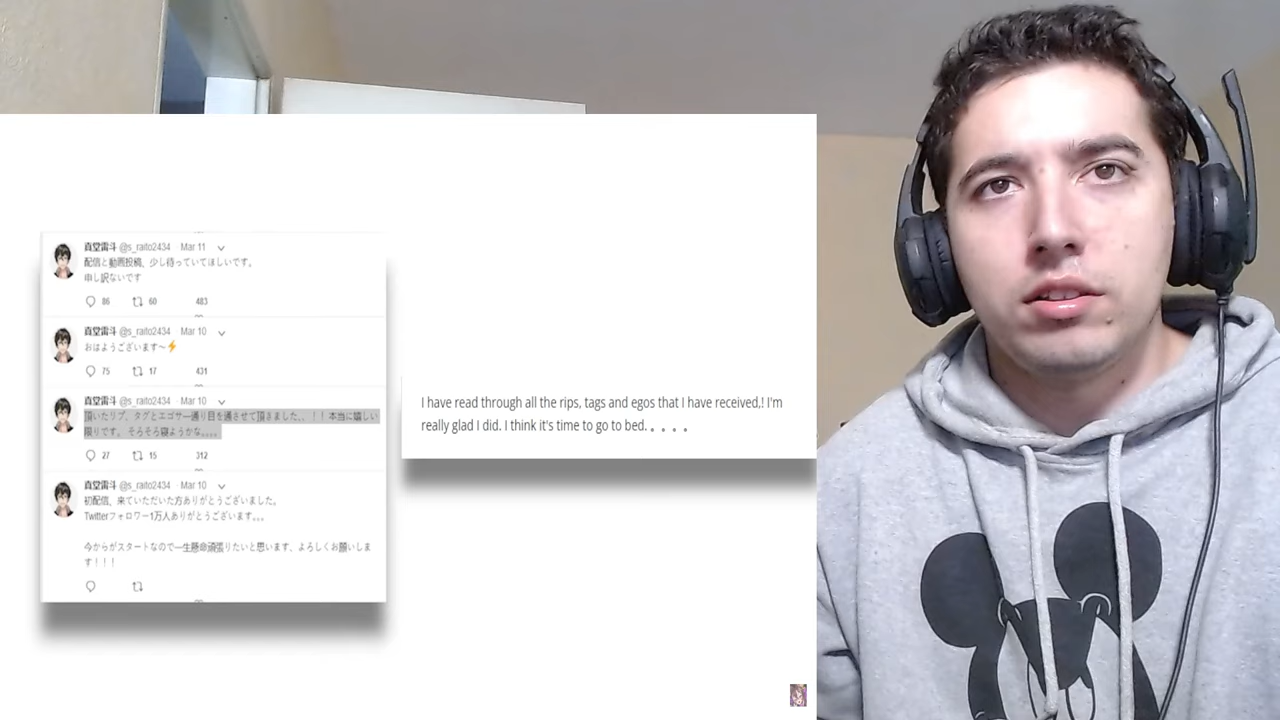 真堂雷斗 @s_raito2434 · Mar 11
配信と動画投稿、少し待っていてほしいです。
申し訳ないです
86 60 483
真堂雷斗 @s_raito2434 · Mar 10
おはようございます〜⚡
75 17 431
真堂雷斗 @s_raito2434 · Mar 10
頂いたリプ、タグとエゴサ一通り目を通させて頂きました、、！！本当に嬉しい
限りです。 そろそろ寝ようかな。。。。
27 15 312
真堂雷斗 @s_raito2434 · Mar 10
初配信、来ていただいた方ありがとうございました。
Twitterフォロワー1万人ありがとうございます。。。
今からがスタートなので一生懸命頑張りたいと思います、よろしくお願いしま
す！！！
I have read through all the rips, tags and egos that I have received,! I'm
really glad I did. I think it's time to go to bed. . . . .